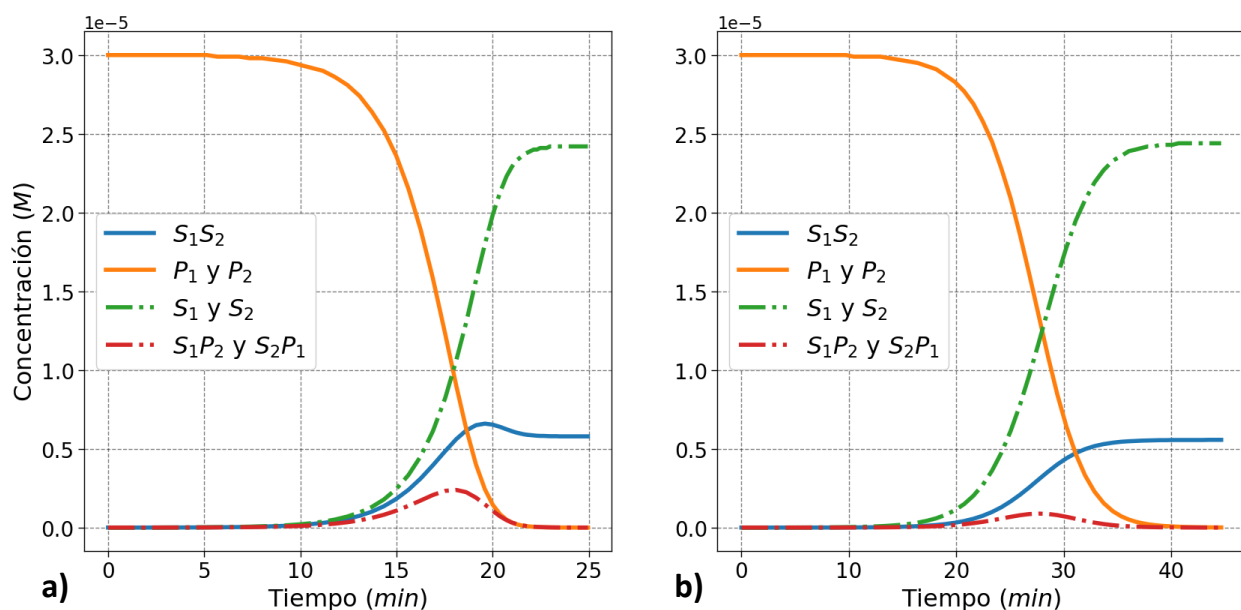 1e-5
3.0
2.5
2.0
1.5
1.0
0.5
0.0
Concentración (M)
S₁S₂
P₁ y P₂
S₁ y S₂
S₁P₂ y S₂P₁
0 5 10 15 20 25
Tiempo (min)
a)
1e-5
3.0
2.5
2.0
1.5
1.0
0.5
0.0
S₁S₂
P₁ y P₂
S₁ y S₂
S₁P₂ y S₂P₁
0 10 20 30 40
Tiempo (min)
b)